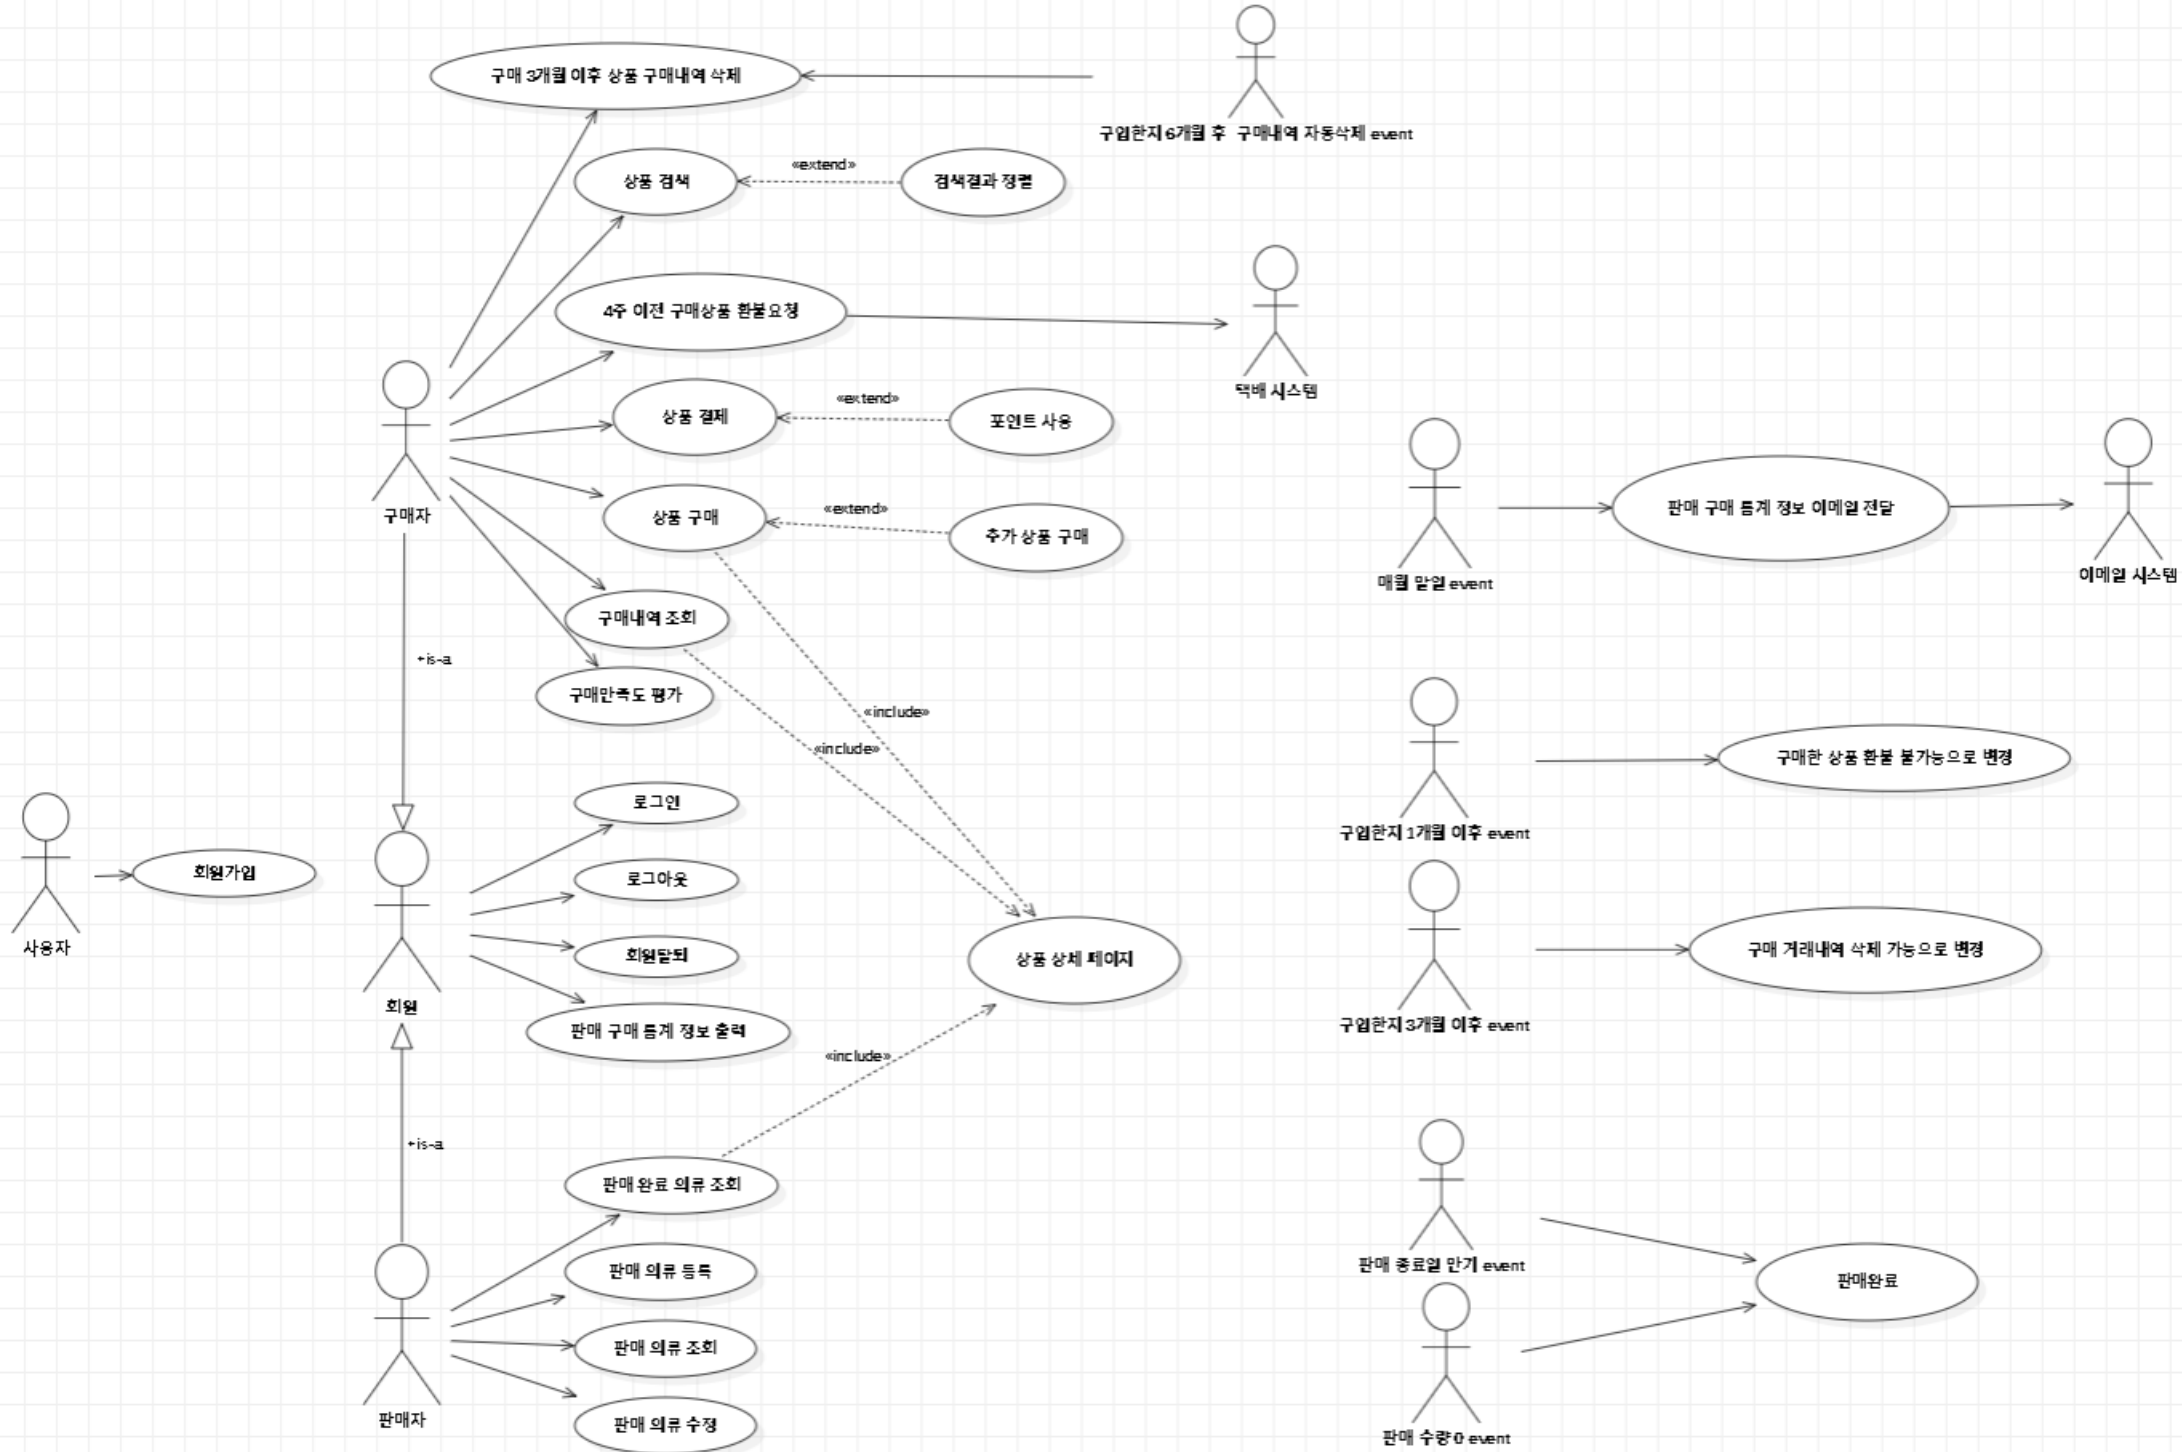 구매 3개월 이후 상품 구매내역 삭제
구입한지 6개월 후 구매내역 자동삭제 event
상품 검색
«extend»
검색결과 정렬
4주 이전 구매상품 환불요청
택배 시스템
상품 결제
«extend»
포인트 사용
구매자
상품 구매
«extend»
추가 상품 구매
매월 말일 event
판매 구매 통계 정보 이메일 전달
이메일 시스템
구매내역 조회
+is-a
구매만족도 평가
«include»
«include»
구매한 상품 환불 불가능으로 변경
구입한지 1개월 이후 event
로그인
회원가입
로그아웃
사용자
회원탈퇴
상품 상세 페이지
구매 거래내역 삭제 가능으로 변경
회원
판매 구매 통계 정보 출력
구입한지 3개월 이후 event
«include»
+is-a
판매 완료 의류 조회
판매 의류 등록
판매 종료일 만기 event
판매완료
판매 의류 조회
판매자
판매 의류 수정
판매 수량 0 event